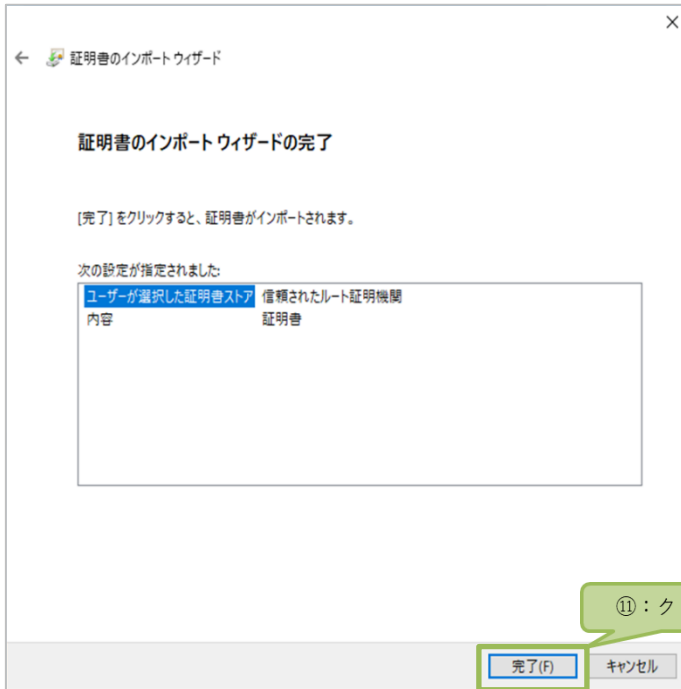 証明書のインポート ウィザード
証明書のインポート ウィザードの完了
[完了] をクリックすると、証明書がインポートされます。
次の設定が指定されました:
ユーザーが選択した証明書ストア 信頼されたルート証明機関
内容 証明書
⑪：ク
完了(F) キャンセル